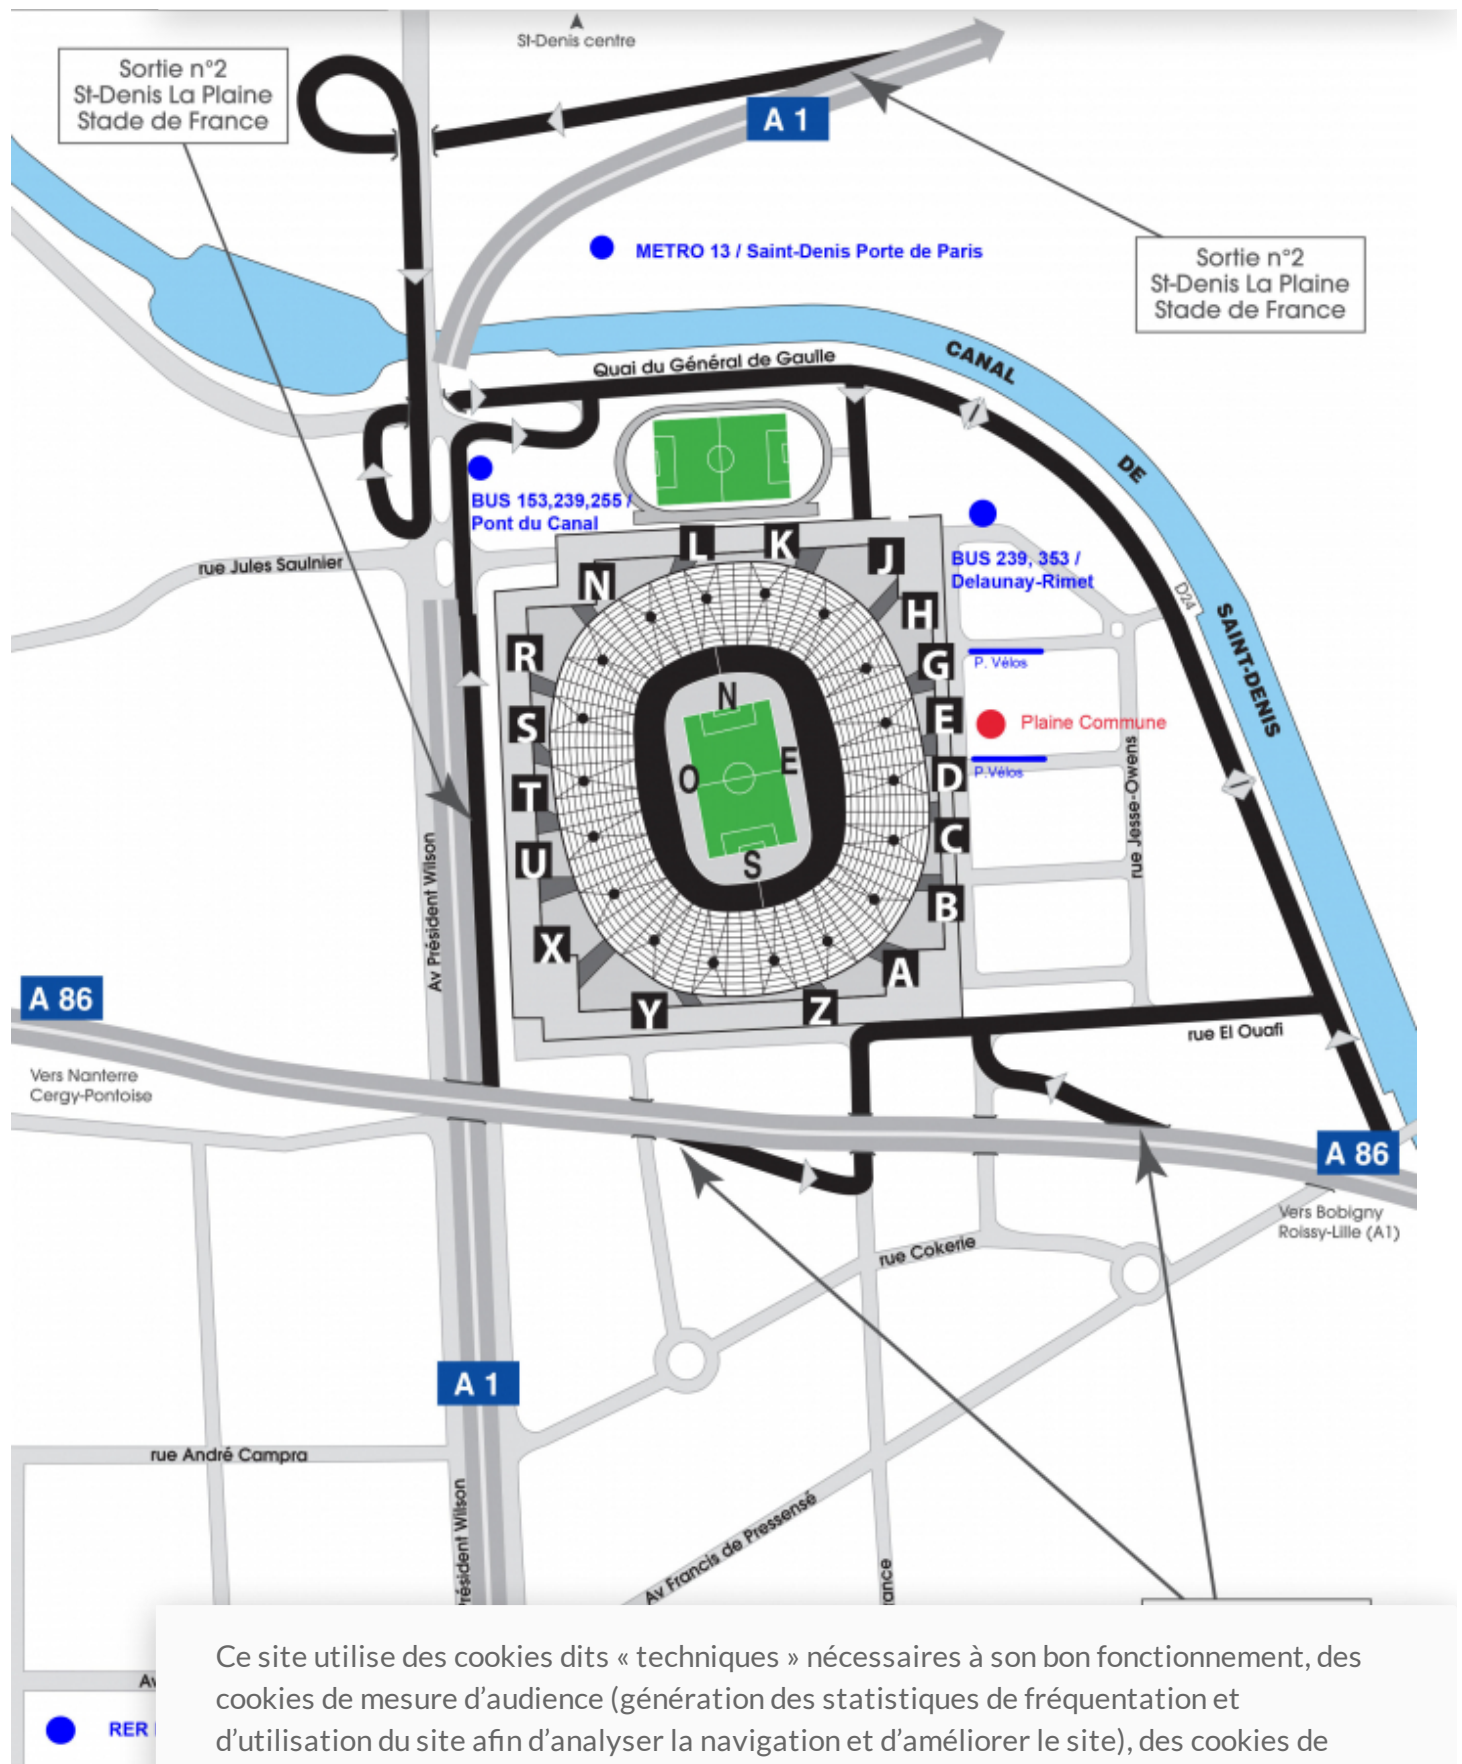 St-Denis centre
Sortie n°2
St-Denis La Plaine
Stade de France
A 1
METRO 13 / Saint-Denis Porte de Paris
Sortie n°2
St-Denis La Plaine
Stade de France
CANAL
DE
SAINT-DENIS
Quai du Général de Gaulle
BUS 153,239,255 /
Pont du Canal
BUS 239, 353 /
Delaunay-Rimet
rue Jules Saulnier
D24
L
K
J
N
H
R
G
P. Vélos
N
S
E
Plaine Commune
O
E
T
D
P.Vélos
rue Jesse-Owens
U
C
S
B
Av Président Wilson
X
A
Y
Z
A 86
rue El Ouafi
Vers Nanterre
Cergy-Pontoise
A 86
Vers Bobigny
Roissy-Lille (A1)
rue Cokerie
A 1
rue André Campra
résident Wilson
Av Francis de Pressensé
rance
Av
RER
Ce site utilise des cookies dits « techniques » nécessaires à son bon fonctionnement, des
cookies de mesure d'audience (génération des statistiques de fréquentation et
d'utilisation du site afin d'analyser la navigation et d'améliorer le site), des cookies de